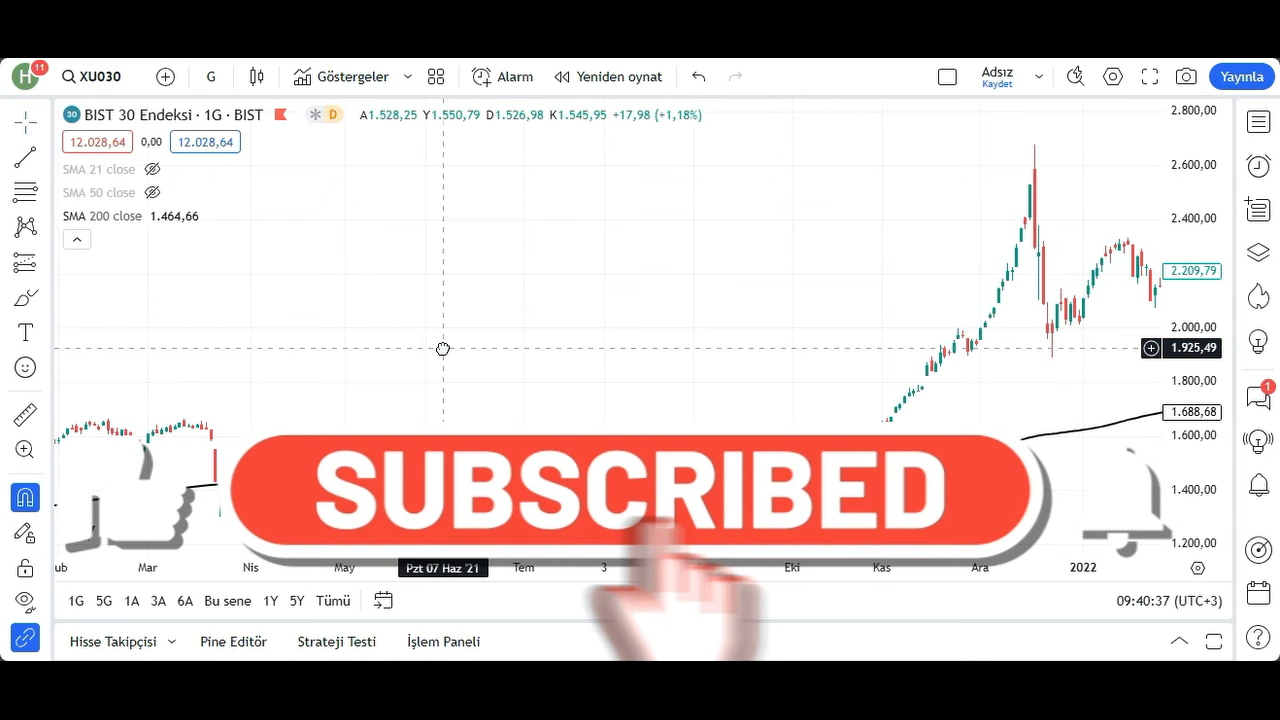 H 11 XU030 G Göstergeler Alarm Yeniden oynat Adsız Kaydet Yayınla
30 BIST 30 Endeksi · 1G · BIST D A1.528,25 Y1.550,79 D1.526,98 K1.545,95 +17,98 (+1,18%)
12.028,64 0,00 12.028,64
SMA 21 close
SMA 50 close
SMA 200 close 1.464,66
2.800,00
2.600,00
2.400,00
2.209,79
2.000,00
1.925,49
1.800,00
1.688,68
1.600,00
1.400,00
1.200,00
1
T
SUBSCRIBED
ub Mar Nis May Pzt 07 Haz '21 Tem 3 Eki Kas Ara 2022
1G 5G 1A 3A 6A Bu sene 1Y 5Y Tümü 09:40:37 (UTC+3)
Hisse Takipçisi Pine Editör Strateji Testi İşlem Paneli